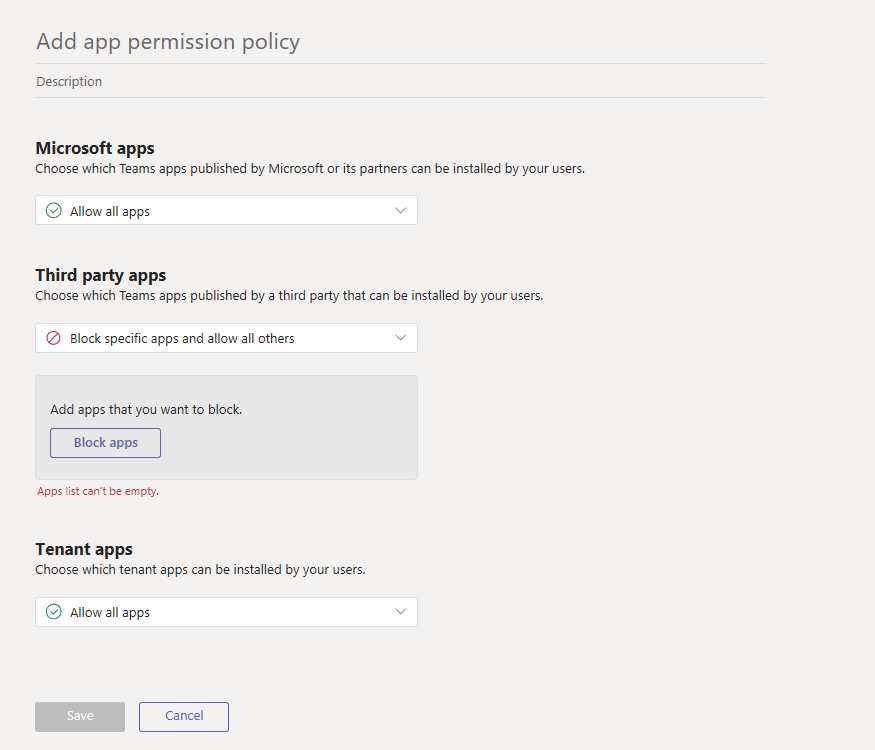 Add app permission policy
Description
Microsoft apps
Choose which Teams apps published by Microsoft or its partners can be installed by your users.
Allow all apps
Third party apps
Choose which Teams apps published by a third party that can be installed by your users.
Block specific apps and allow all others
Add apps that you want to block.
Block apps
Apps list can't be empty.
Tenant apps
Choose which tenant apps can be installed by your users.
Allow all apps
Save Cancel